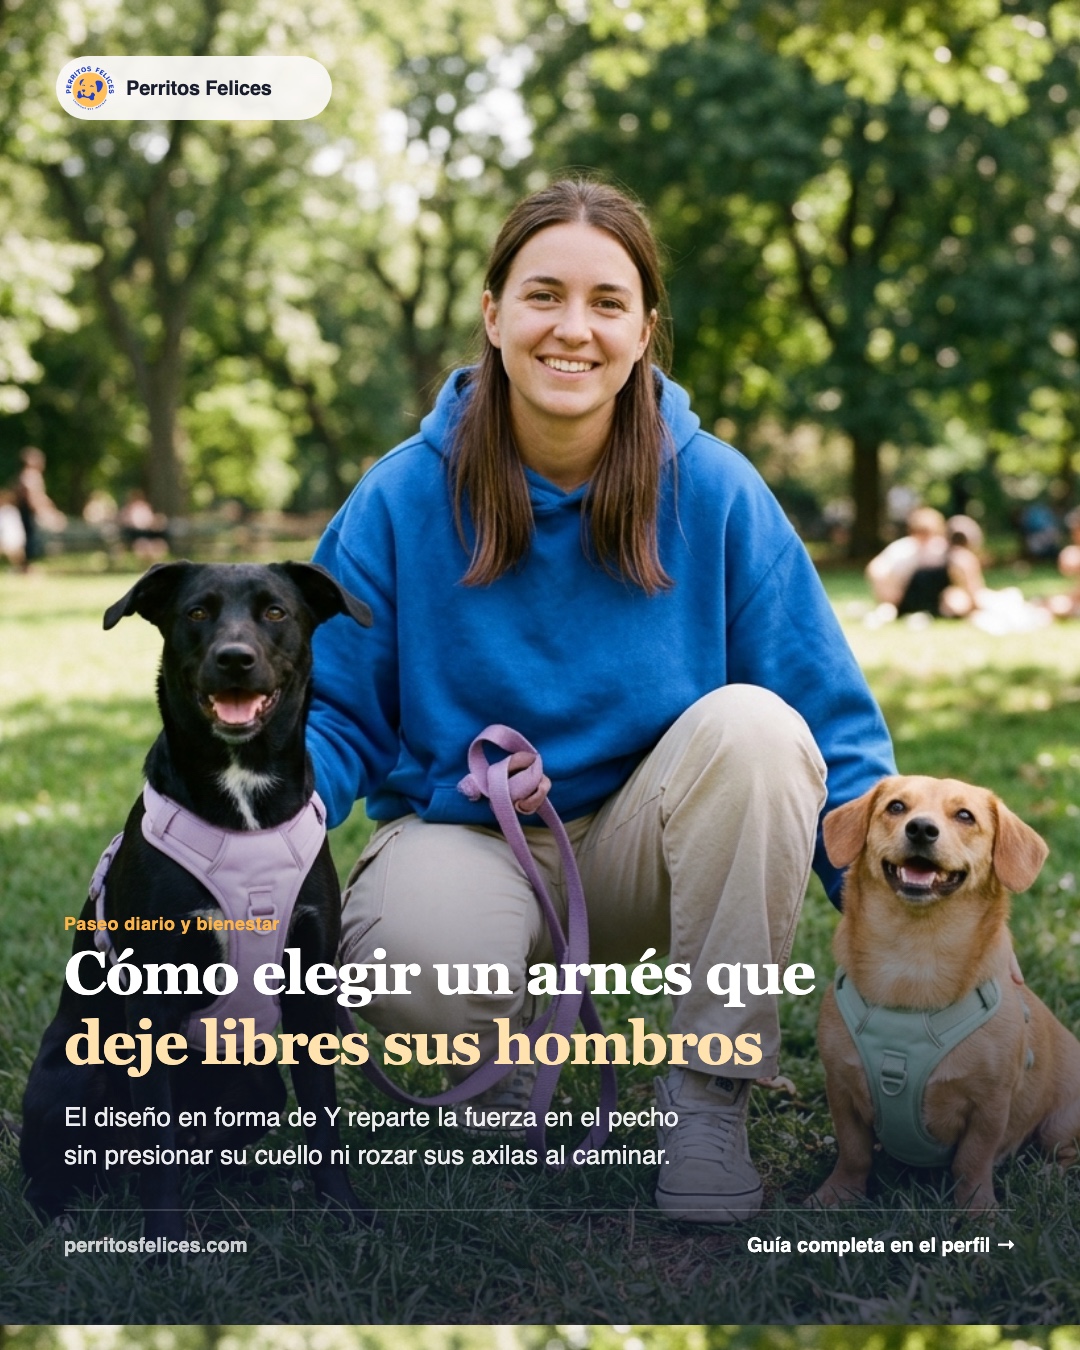 PERRITOS FELICES
Perritos Felices
Paseo diario y bienestar
Cómo elegir un arnés que
deje libres sus hombros
El diseño en forma de Y reparte la fuerza en el pecho
sin presionar su cuello ni rozar sus axilas al caminar.
perritosfelices.com
Guía completa en el perfil →